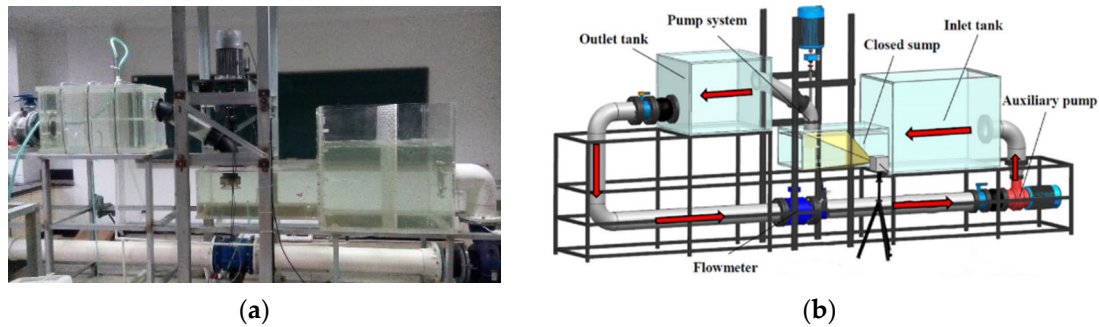 Pump system
Outlet tank
Closed sump
Inlet tank
Auxiliary pump
Flowmeter
(a)
(b)